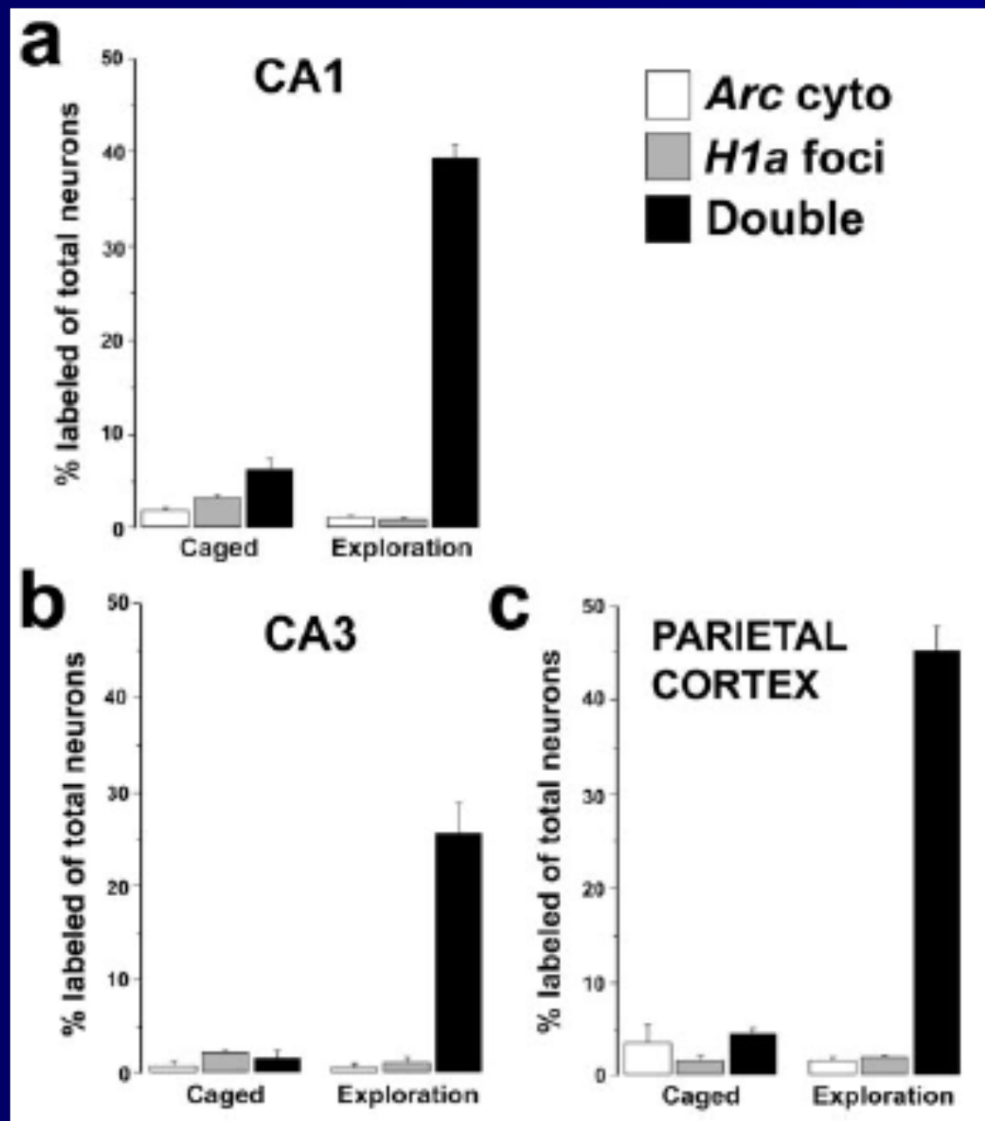 a
CA1
Arc cyto
H1a foci
Double
% labeled of total neurons
50
40
30
20
10
0
Caged Exploration
b
CA3
% labeled of total neurons
50
40
30
20
10
0
Caged Exploration
c
PARIETAL
CORTEX
% labeled of total neurons
50
40
30
20
10
0
Caged Exploration